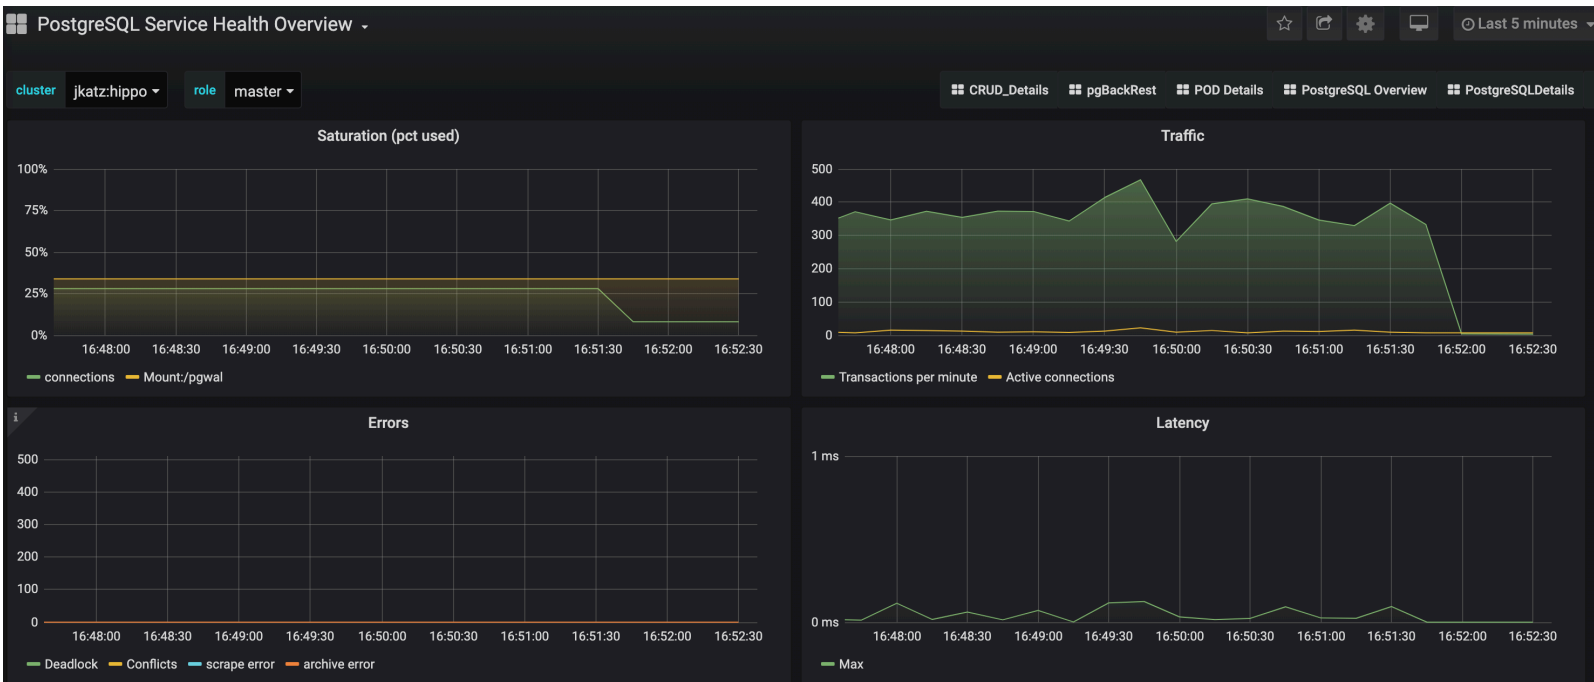 PostgreSQL Service Health Overview
Last 5 minutes
cluster jkatz:hippo role master
CRUD_Details pgBackRest POD Details PostgreSQL Overview PostgreSQLDetails
Saturation (pct used)
100%
75%
50%
25%
0%
16:48:00 16:48:30 16:49:00 16:49:30 16:50:00 16:50:30 16:51:00 16:51:30 16:52:00 16:52:30
connections Mount:/pgwal
Traffic
500
400
300
200
100
0
16:48:00 16:48:30 16:49:00 16:49:30 16:50:00 16:50:30 16:51:00 16:51:30 16:52:00 16:52:30
Transactions per minute Active connections
i
Errors
500
400
300
200
100
0
16:48:00 16:48:30 16:49:00 16:49:30 16:50:00 16:50:30 16:51:00 16:51:30 16:52:00 16:52:30
Deadlock Conflicts scrape error archive error
Latency
1 ms
0 ms
16:48:00 16:48:30 16:49:00 16:49:30 16:50:00 16:50:30 16:51:00 16:51:30 16:52:00 16:52:30
Max